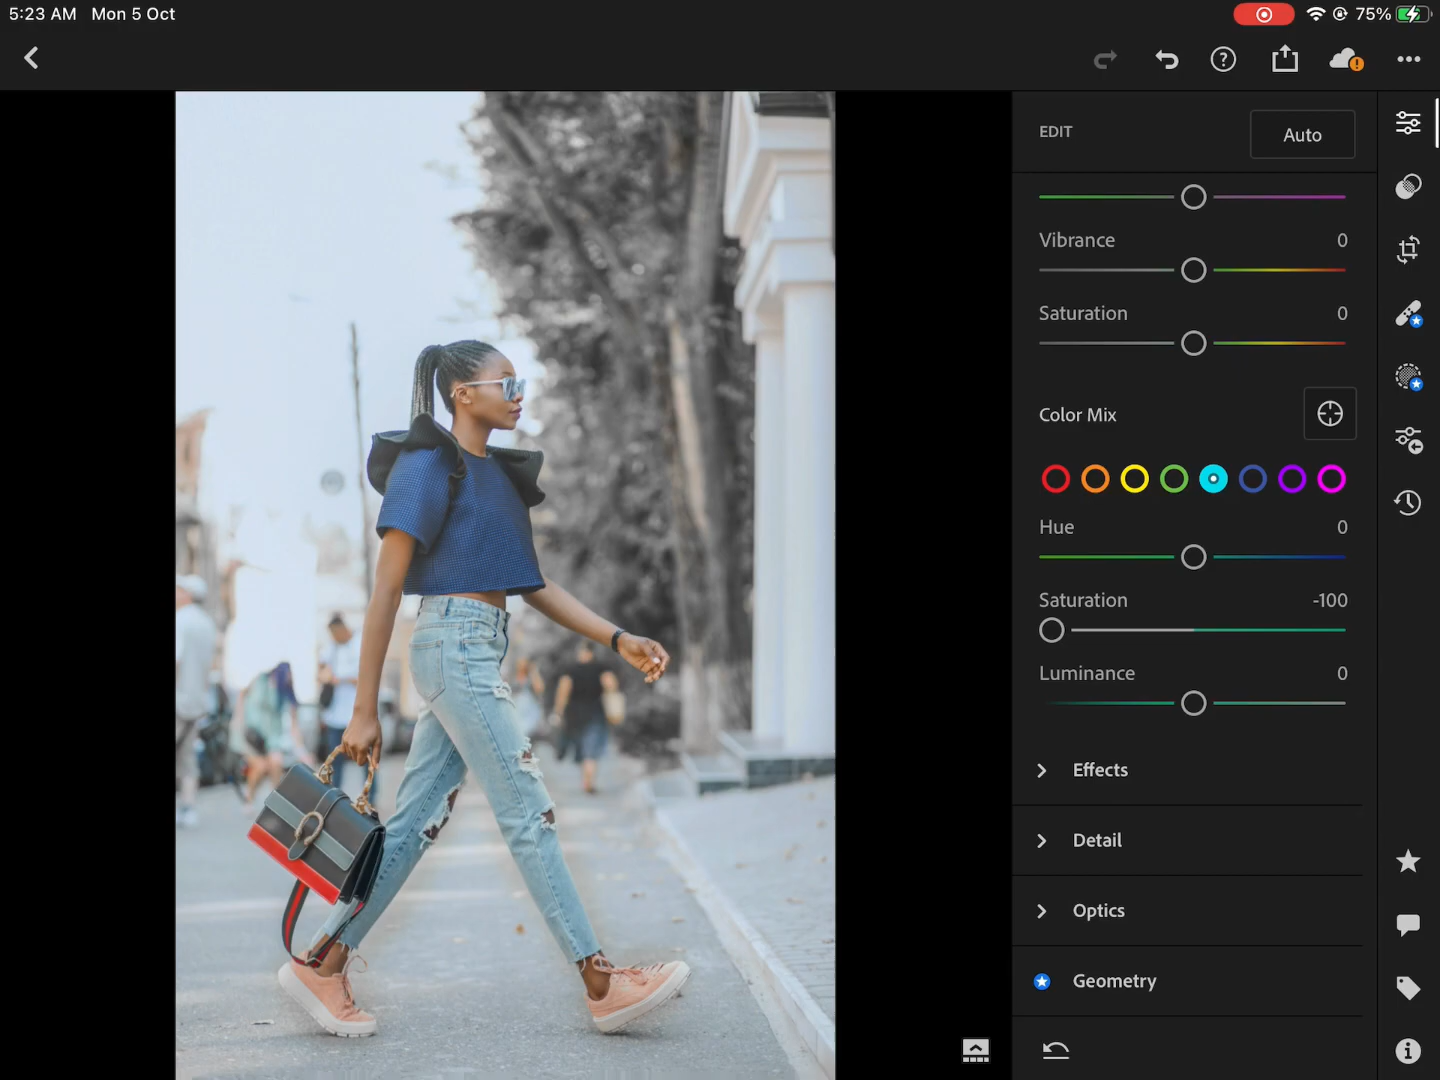 5:23 AM Mon 5 Oct
75%
EDIT
Auto
Vibrance 0
Saturation 0
Color Mix
Hue 0
Saturation -100
Luminance 0
Effects
Detail
Optics
Geometry